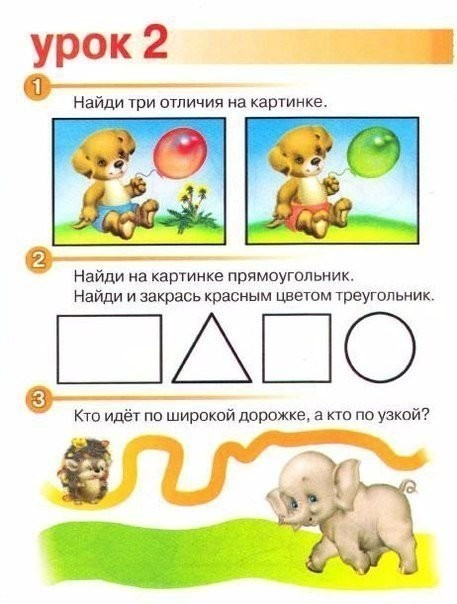 урок 2
1
Найди три отличия на картинке.
2
Найди на картинке прямоугольник.
Найди и закрась красным цветом треугольник.
3
Кто идёт по широкой дорожке, а кто по узкой?